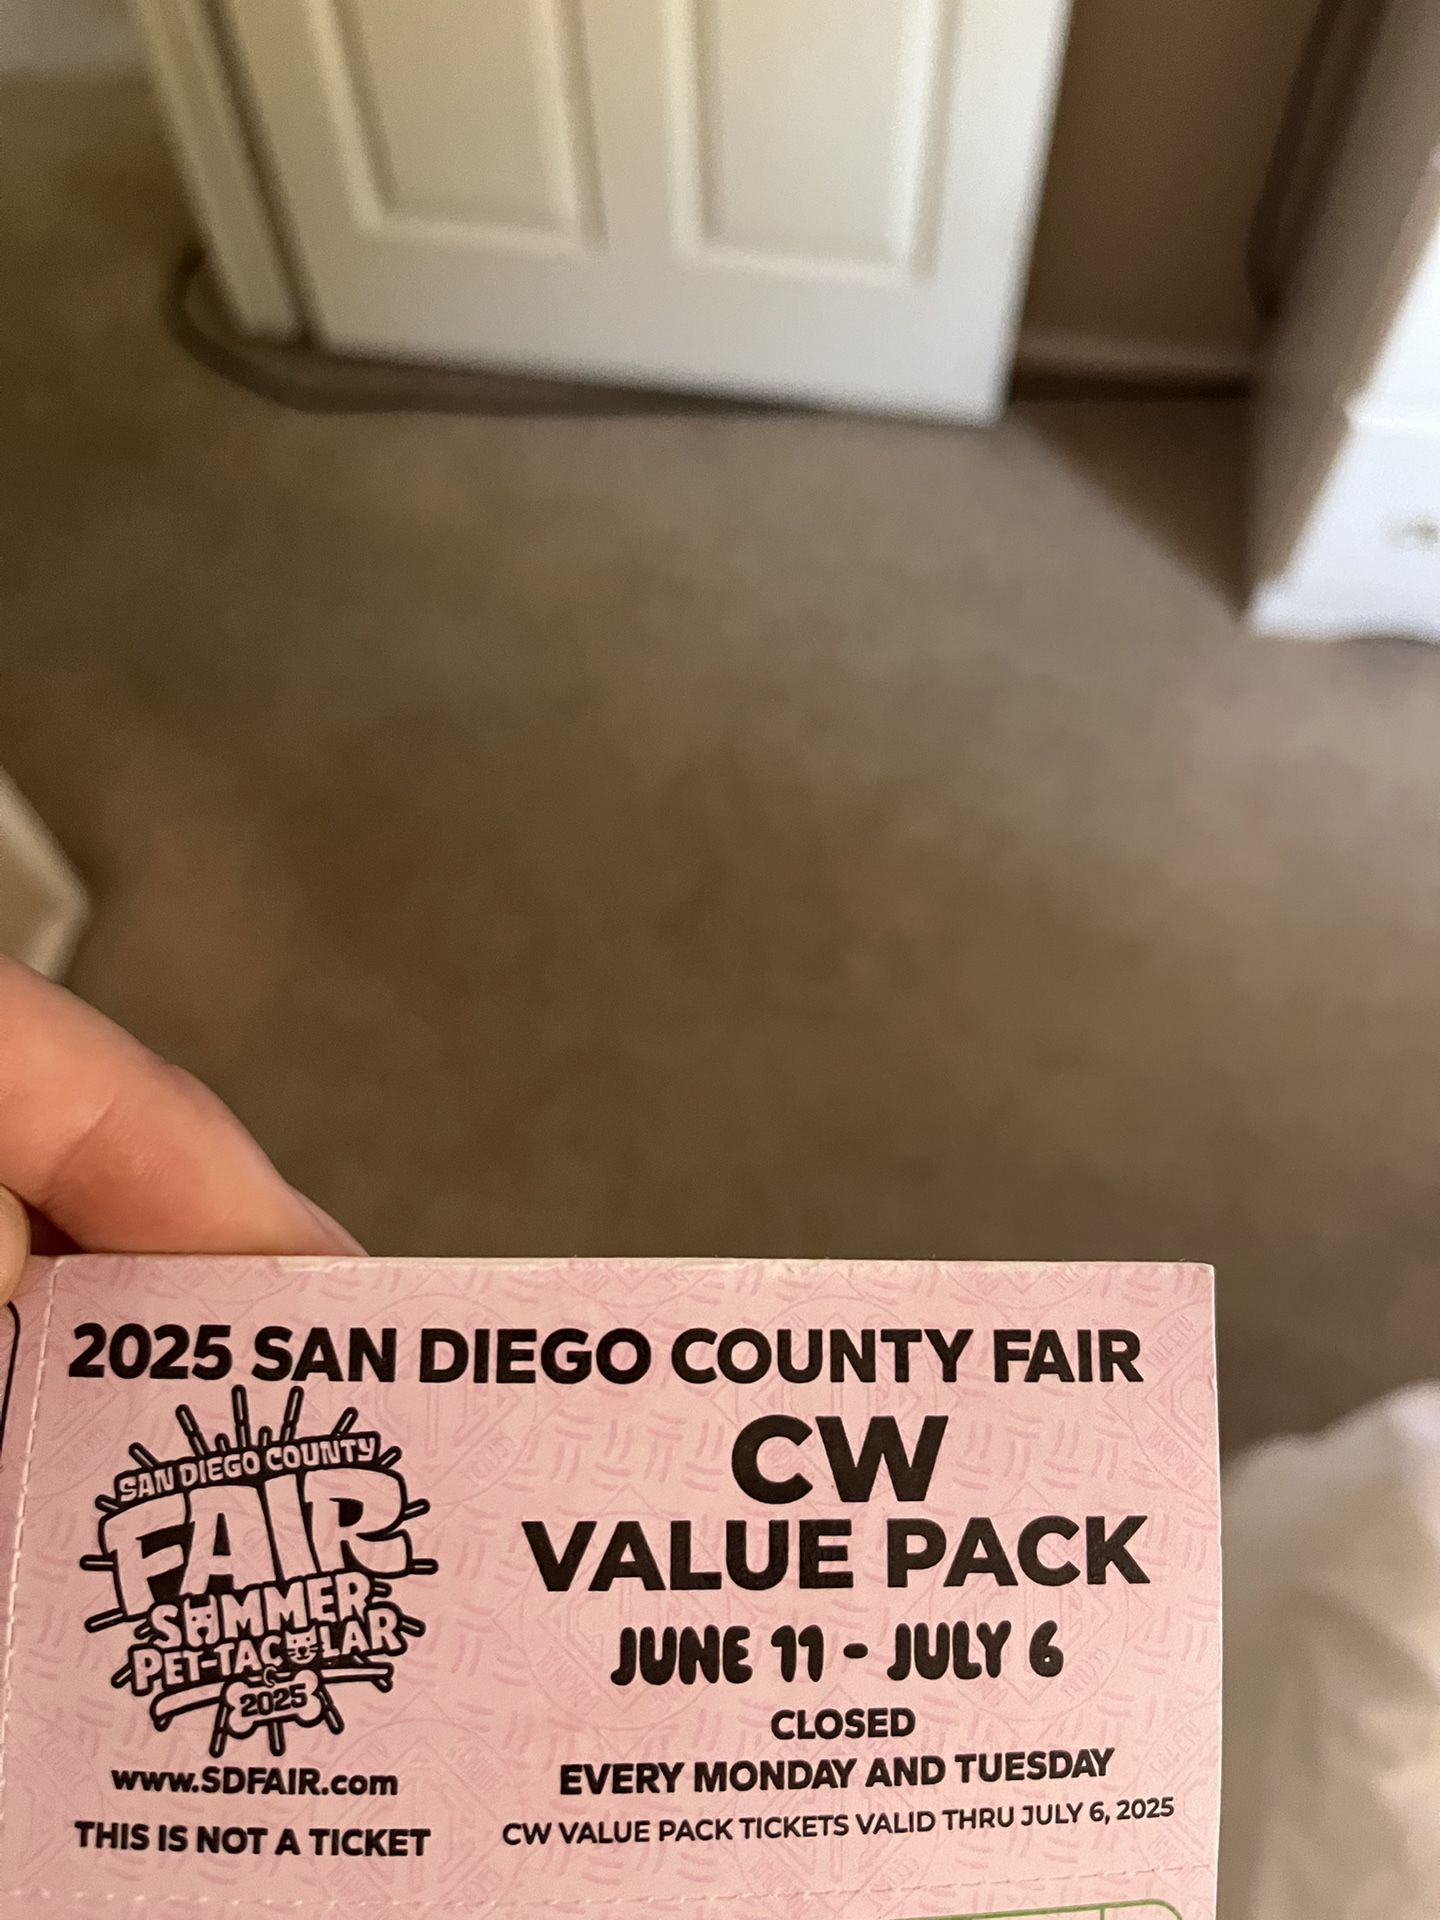 2025 SAN DIEGO COUNTY FAIR
SAN DIEGO COUNTY
FAIR
SUMMER
PET-TACULAR
2025
www.SDFAIR.com
THIS IS NOT A TICKET
CW
VALUE PACK
JUNE 11 - JULY 6
CLOSED
EVERY MONDAY AND TUESDAY
CW VALUE PACK TICKETS VALID THRU JULY 6, 2025